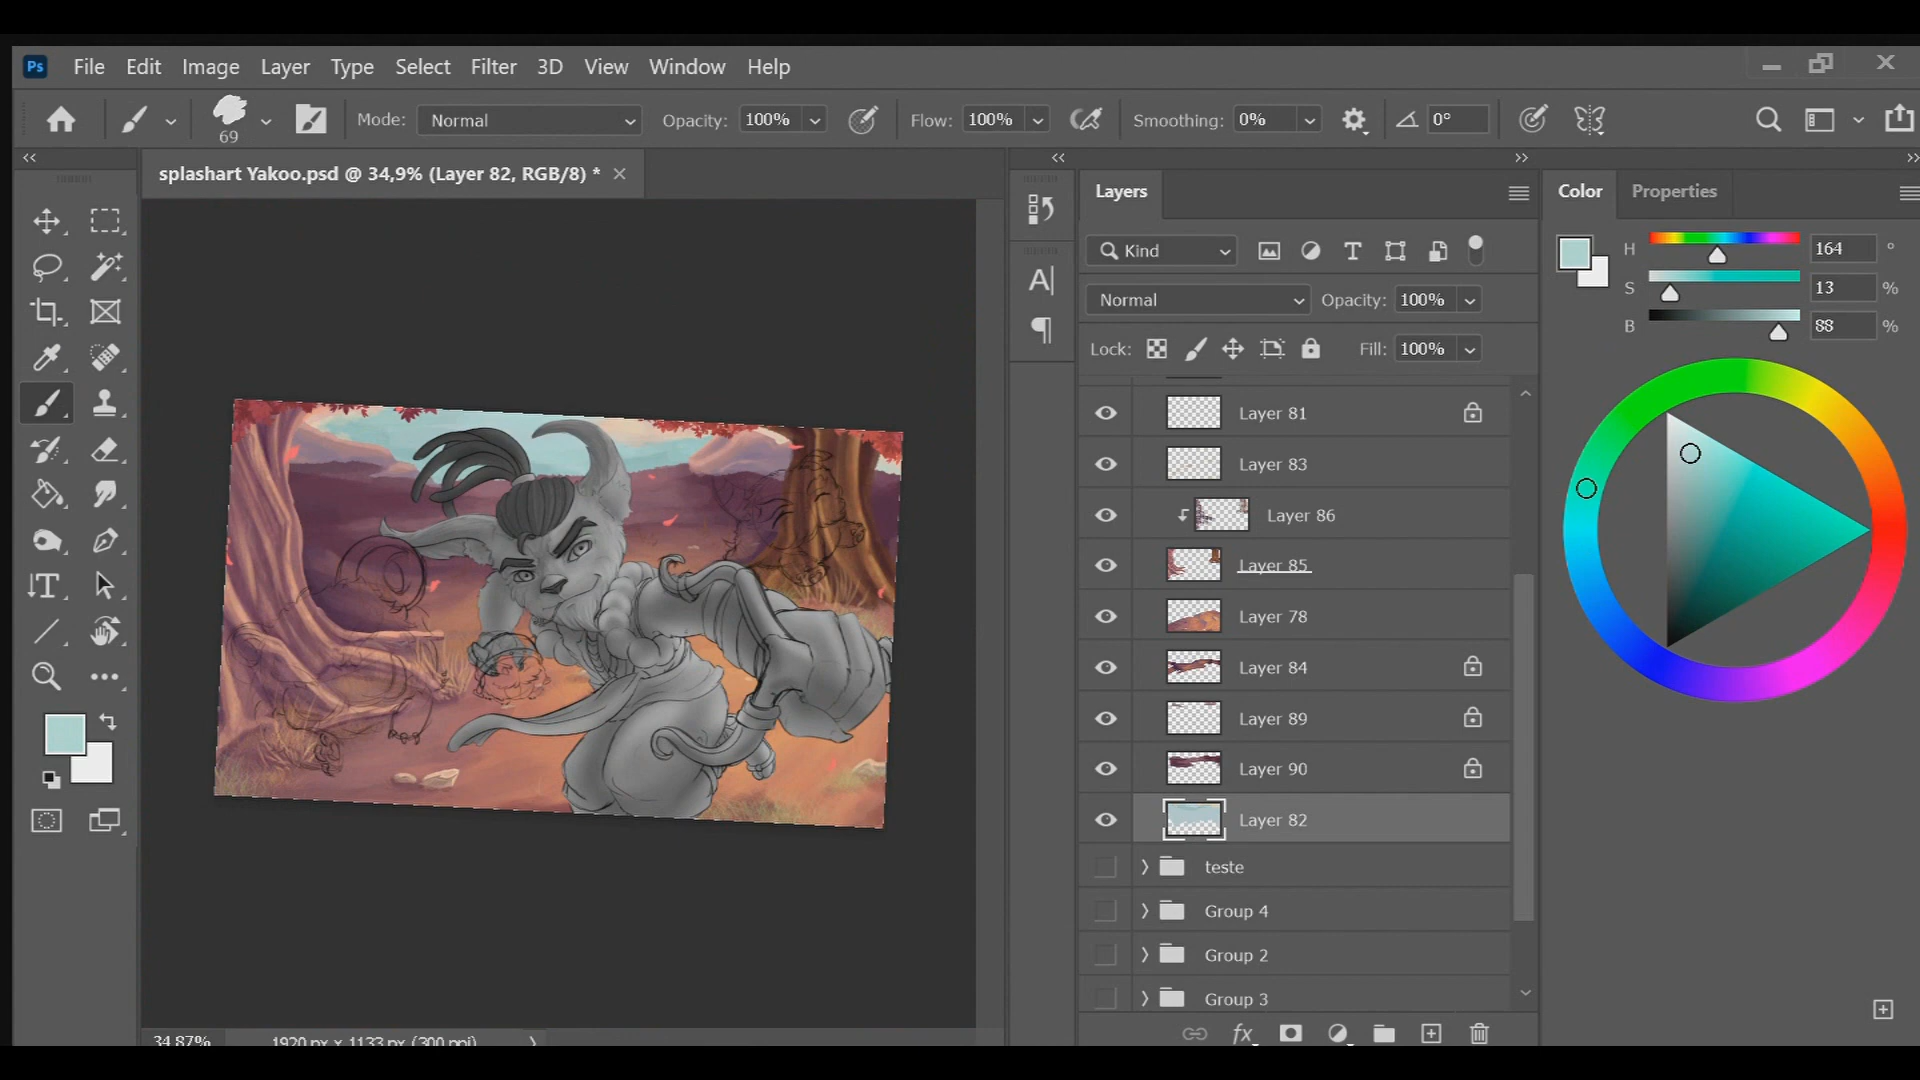 Ps File Edit Image Layer Type Select Filter 3D View Window Help
69 Mode: Normal Opacity: 100% Flow: 100% Smoothing: 0% 0°
splashart Yakoo.psd @ 34,9% (Layer 82, RGB/8) *
Layers
Kind
Normal Opacity: 100%
Lock: Fill: 100%
Layer 81
Layer 83
Layer 86
Layer 85
Layer 78
Layer 84
Layer 89
Layer 90
Layer 82
teste
Group 4
Group 2
Group 3
fx
Color Properties
H 164 °
S 13 %
B 88 %
34,87% 1920 px x 1133 px (300 ppi)